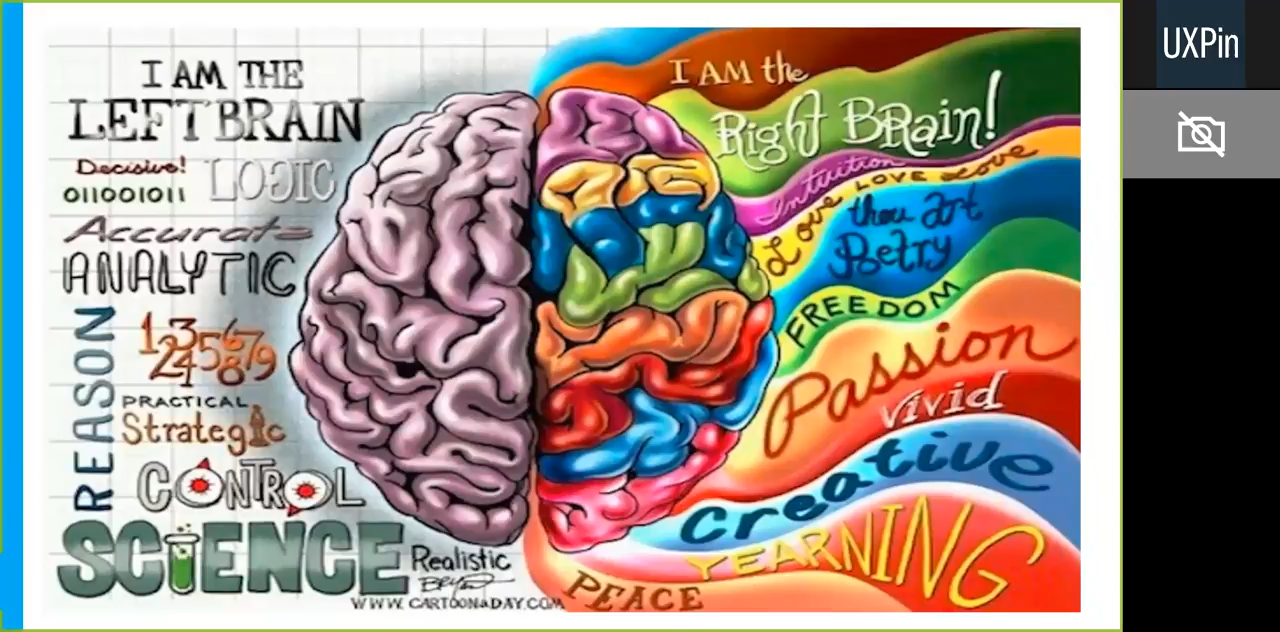 I AM THE
LEFT BRAIN
Decisive!
LOGIC
011001011
Accurate
ANALYTIC
REASON
123456789
PRACTICAL
Strategic
CONTROL
SCIENCE
Realistic
WWW.CARTOONaDAY.COM
I AM the
Right BRain!
Intuition
Love LOVE Love
thou art
Poetry
FREEDOM
Passion
vivid
Creative
YEARNING
PEACE
UXPin